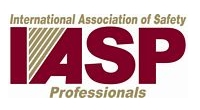 International Association of Safety
IASP
Professionals